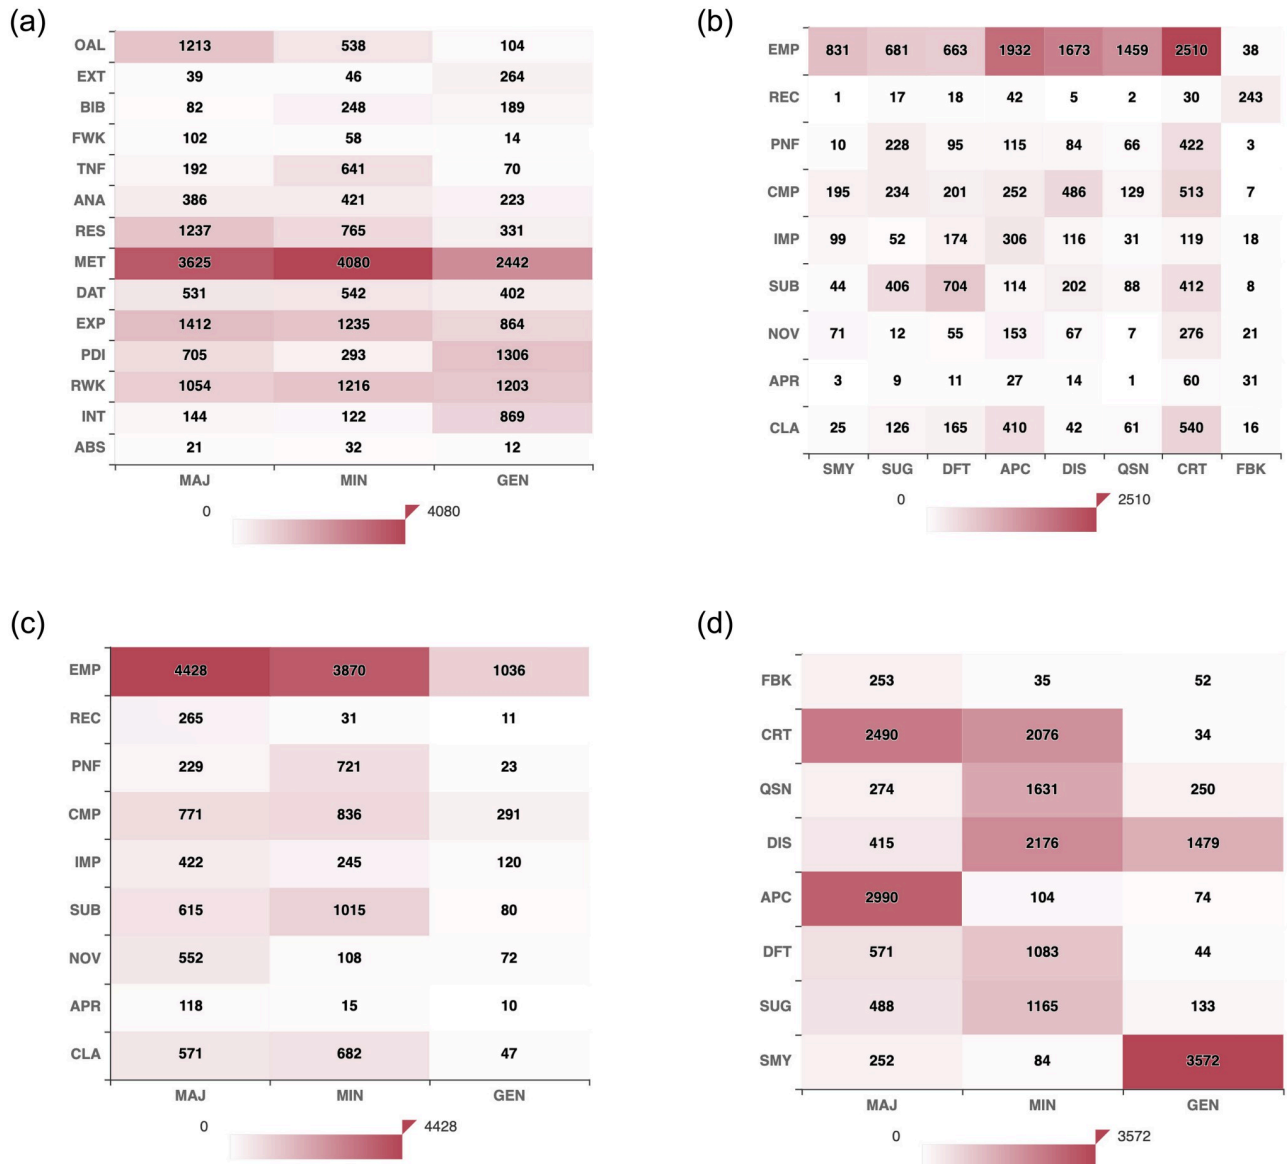 (a)
OAL 1213 538 104
EXT 39 46 264
BIB 82 248 189
FWK 102 58 14
TNF 192 641 70
ANA 386 421 223
RES 1237 765 331
MET 3625 4080 2442
DAT 531 542 402
EXP 1412 1235 864
PDI 705 293 1306
RWK 1054 1216 1203
INT 144 122 869
ABS 21 32 12
MAJ MIN GEN
0 4080
(b)
EMP 831 681 663 1932 1673 1459 2510 38
REC 1 17 18 42 5 2 30 243
PNF 10 228 95 115 84 66 422 3
CMP 195 234 201 252 486 129 513 7
IMP 99 52 174 306 116 31 119 18
SUB 44 406 704 114 202 88 412 8
NOV 71 12 55 153 67 7 276 21
APR 3 9 11 27 14 1 60 31
CLA 25 126 165 410 42 61 540 16
SMY SUG DFT APC DIS QSN CRT FBK
0 2510
(c)
EMP 4428 3870 1036
REC 265 31 11
PNF 229 721 23
CMP 771 836 291
IMP 422 245 120
SUB 615 1015 80
NOV 552 108 72
APR 118 15 10
CLA 571 682 47
MAJ MIN GEN
0 4428
(d)
FBK 253 35 52
CRT 2490 2076 34
QSN 274 1631 250
DIS 415 2176 1479
APC 2990 104 74
DFT 571 1083 44
SUG 488 1165 133
SMY 252 84 3572
MAJ MIN GEN
0 3572